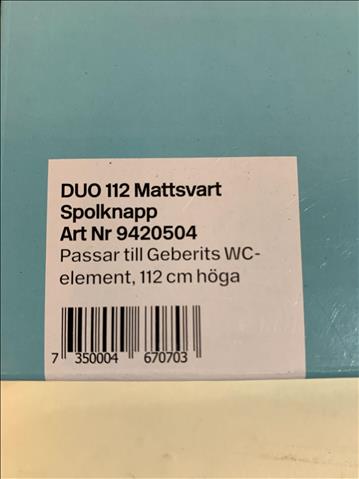 DUO 112 Mattsvart
Spolknapp
Art Nr 9420504
Passar till Geberits WC-
element, 112 cm höga
7 350004 670703